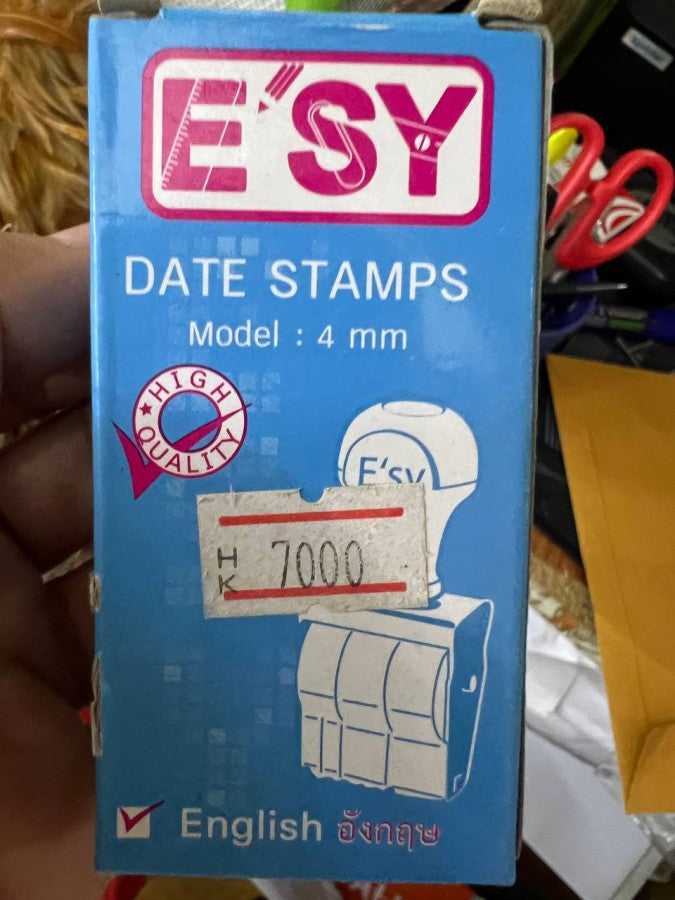 E'SY
DATE STAMPS
Model : 4 mm
HIGH
QUALITY
E'sy
HK 7000
English อังกฤษ